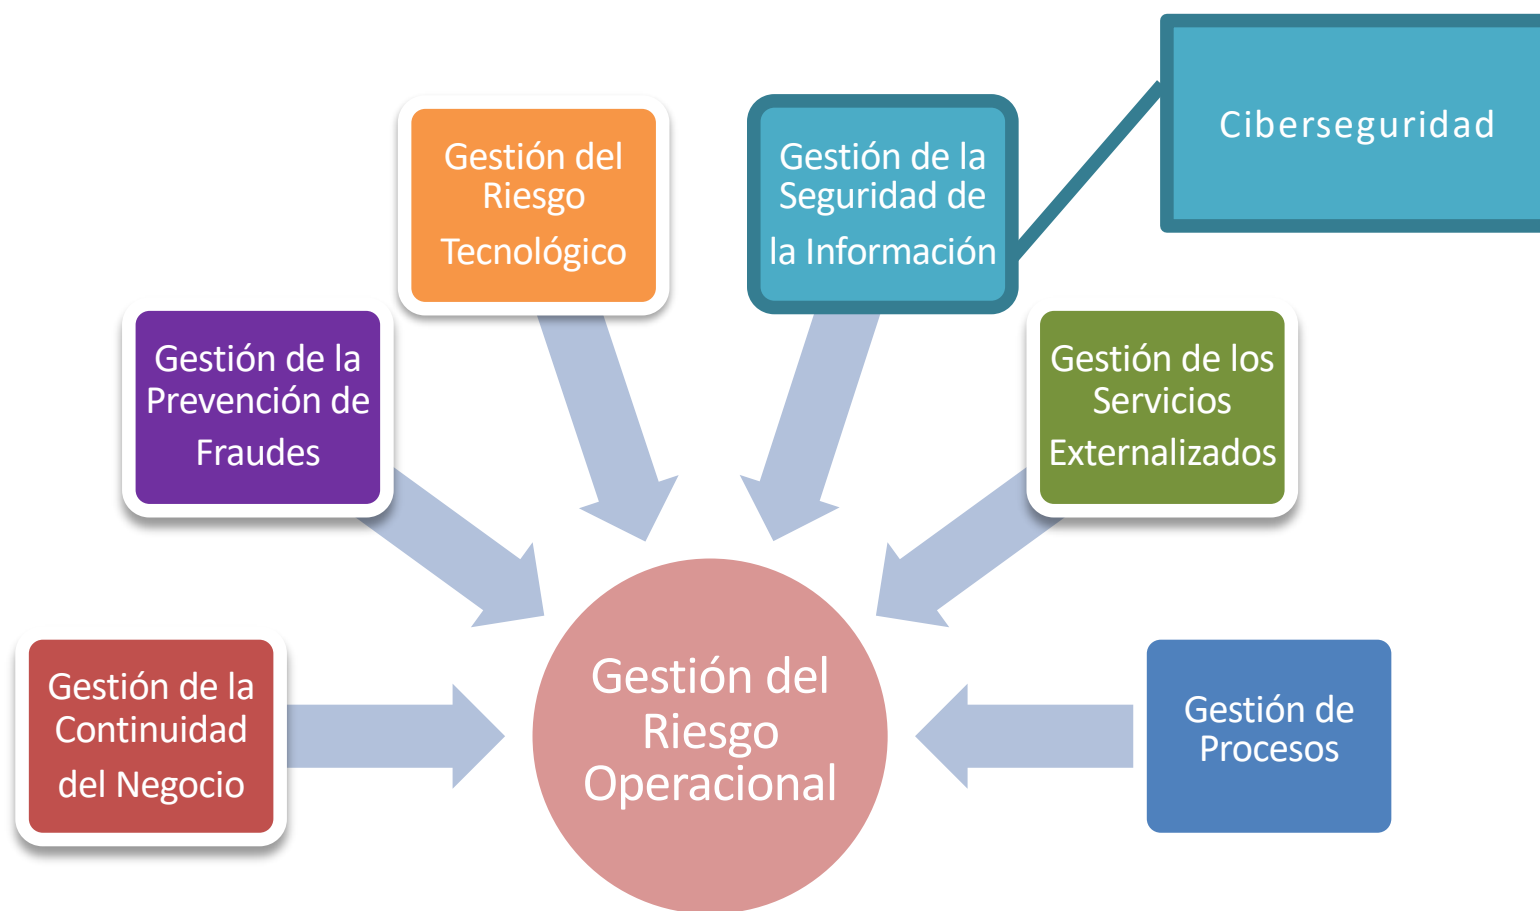 Ciberseguridad
Gestión del
Riesgo
Tecnológico
Gestión de la
Seguridad de
la Información
Gestión de la
Prevención de
Fraudes
Gestión de los
Servicios
Externalizados
Gestión de la
Continuidad
del Negocio
Gestión del
Riesgo
Operacional
Gestión de
Procesos